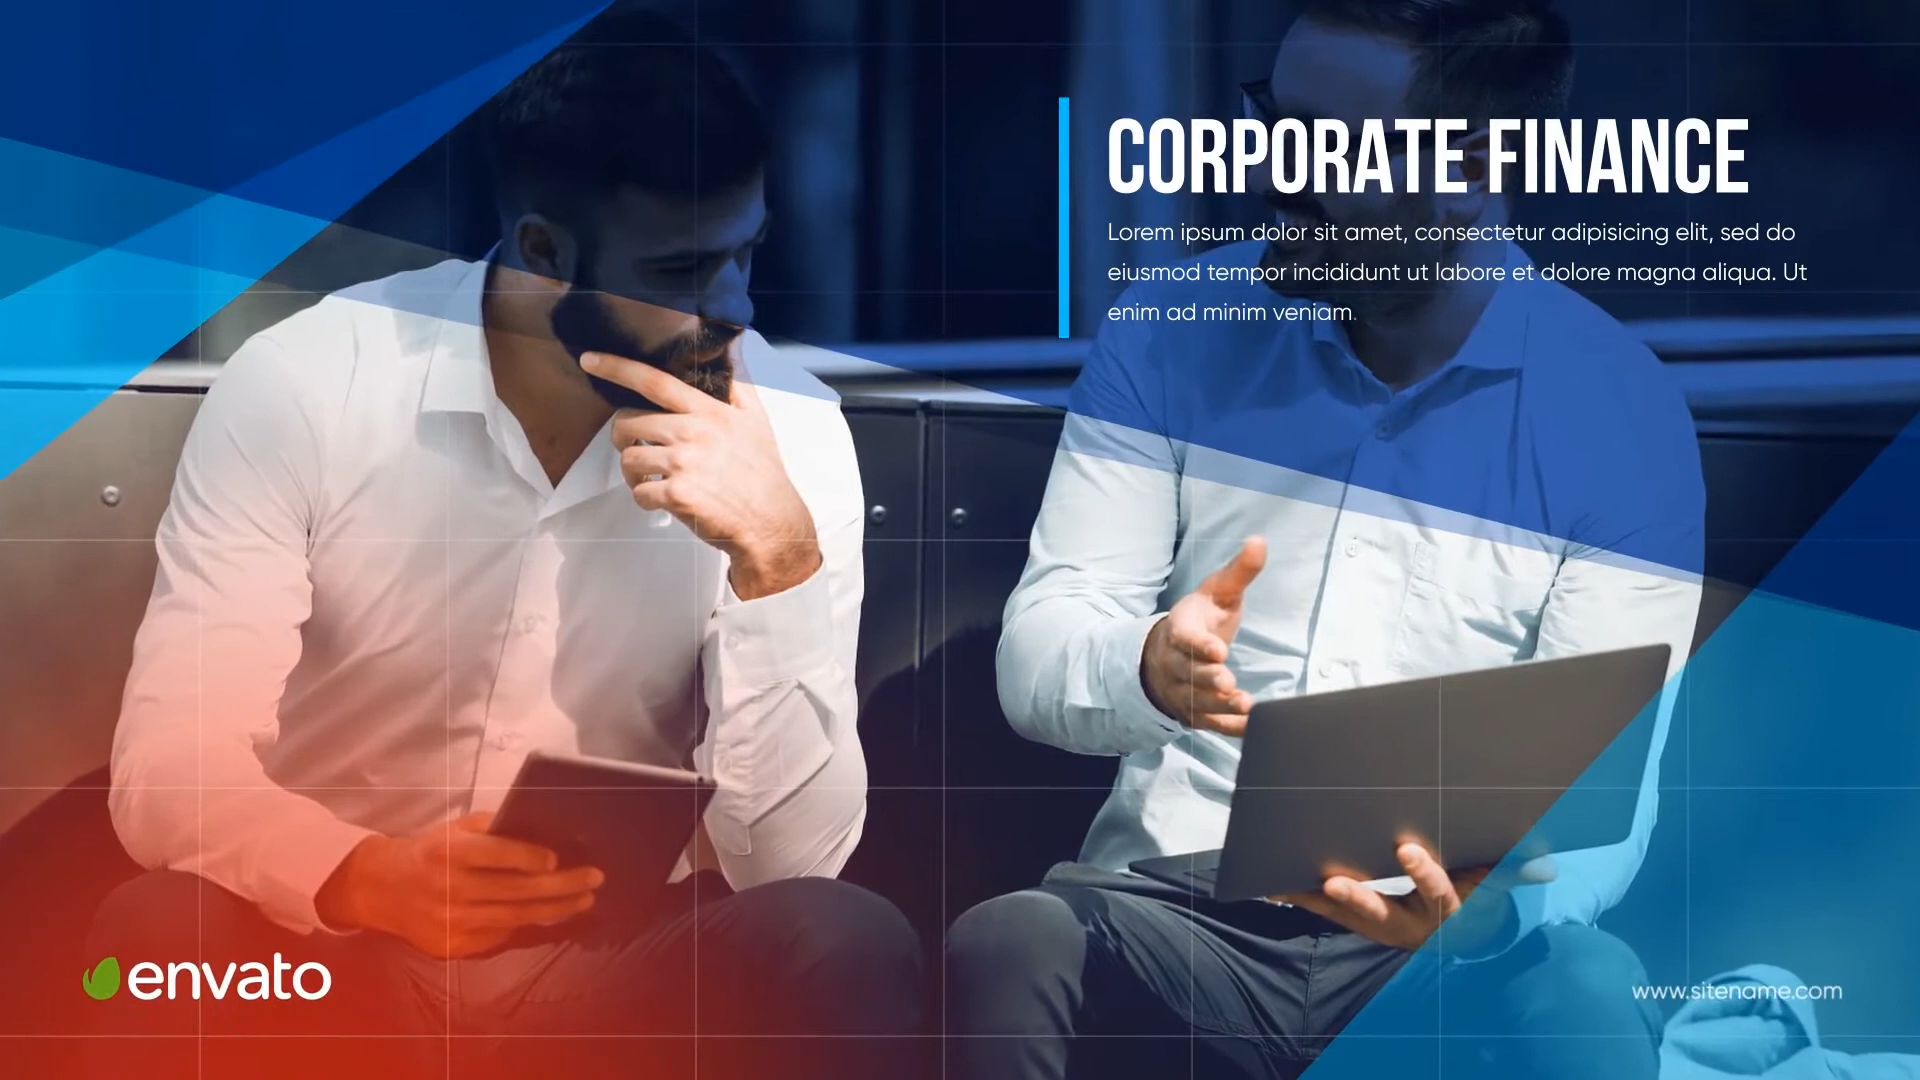 CORPORATE FINANCE
Lorem ipsum dolor sit amet, consectetur adipisicing elit, sed do
eiusmod tempor incididunt ut labore et dolore magna aliqua. Ut
enim ad minim veniam.
envato
www.sitename.com